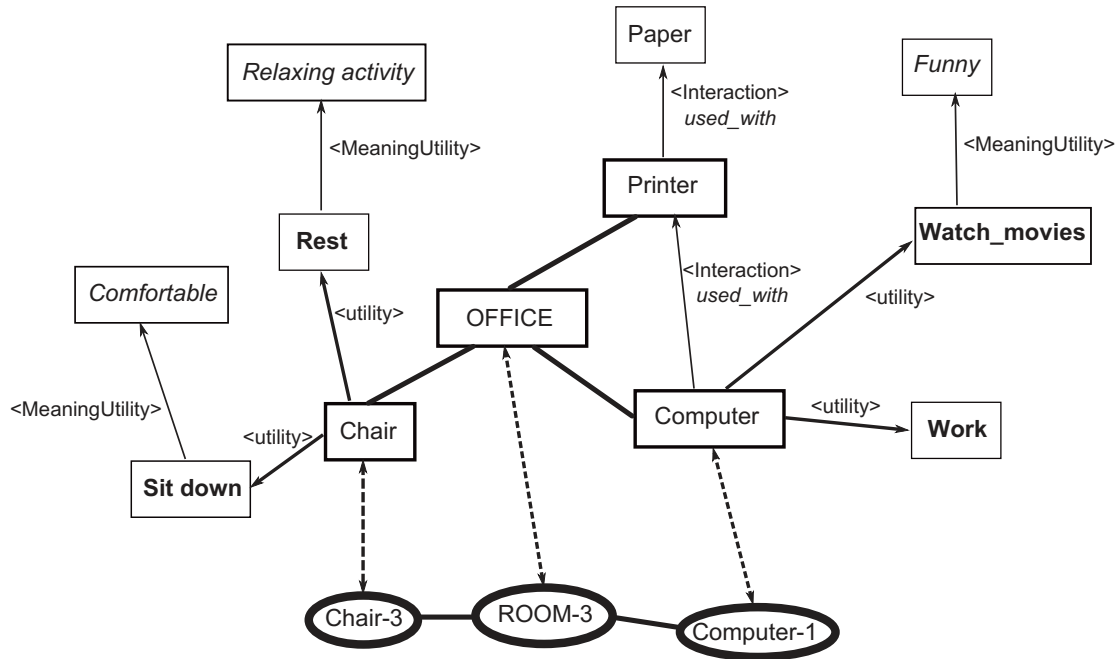 Paper
Relaxing activity
Funny
<Interaction>
used_with
<MeaningUtility>
<MeaningUtility>
Printer
Rest
Watch_movies
Comfortable
<Interaction>
used_with
<utility>
OFFICE
<utility>
<MeaningUtility>
Chair
Computer
<utility>
<utility>
Work
Sit down
Chair-3
ROOM-3
Computer-1